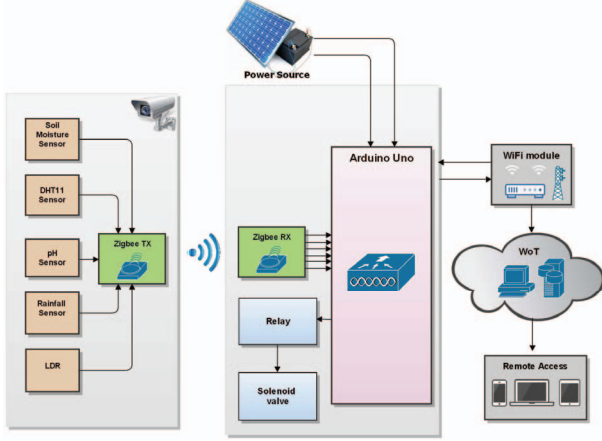 Power Source
Soil
Moisture
Sensor
DHT11
Sensor
pH
Sensor
Rainfall
Sensor
LDR
Zigbee TX
Zigbee RX
Arduino Uno
Relay
Solenoid
valve
WiFi module
WoT
Remote Access